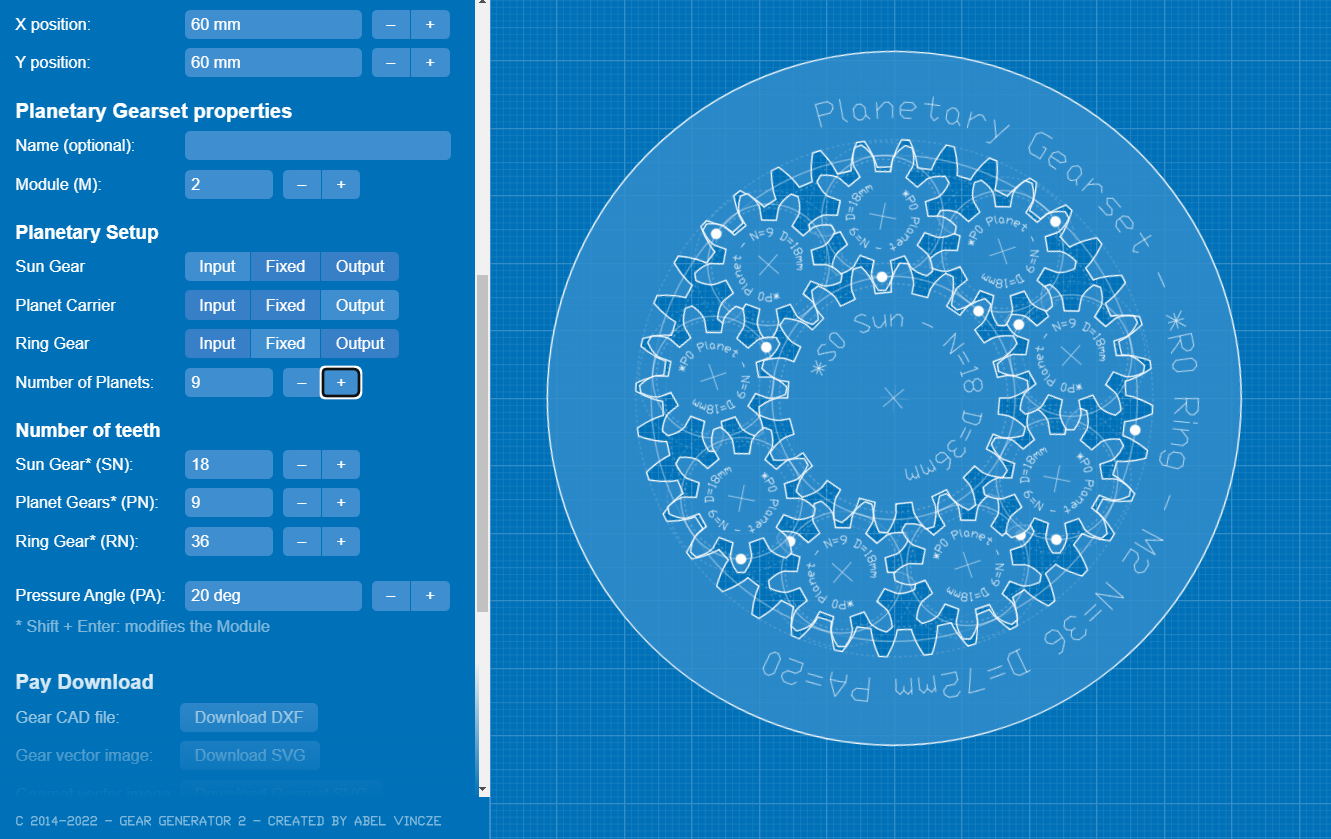 X position: 60 mm – +
Y position: 60 mm – +
Planetary Gearset properties
Name (optional):
Module (M): 2 – +
Planetary Setup
Sun Gear Input Fixed Output
Planet Carrier Input Fixed Output
Ring Gear Input Fixed Output
Number of Planets: 9 – +
Number of teeth
Sun Gear* (SN): 18 – +
Planet Gears* (PN): 9 – +
Ring Gear* (RN): 36 – +
Pressure Angle (PA): 20 deg – +
* Shift + Enter: modifies the Module
Pay Download
Gear CAD file: Download DXF
Gear vector image: Download SVG
C 2014-2022 - GEAR GENERATOR 2 - CREATED BY ABEL VINCZE
Planetary Gearset - *R0 Ring - M2 N=36 D=72mm PA=20
*S0 Sun - N=18 D=36mm
*P0 Planet - N=9 D=18mm
*P0 Planet - N=9 D=18mm
*P0 Planet - N=9 D=18mm
*P0 Planet - N=9 D=18mm
*P0 Planet - N=9 D=18mm
*P0 Planet - N=9 D=18mm
*P0 Planet - N=9 D=18mm
*P0 Planet - N=9 D=18mm
*P0 Planet - N=9 D=18mm